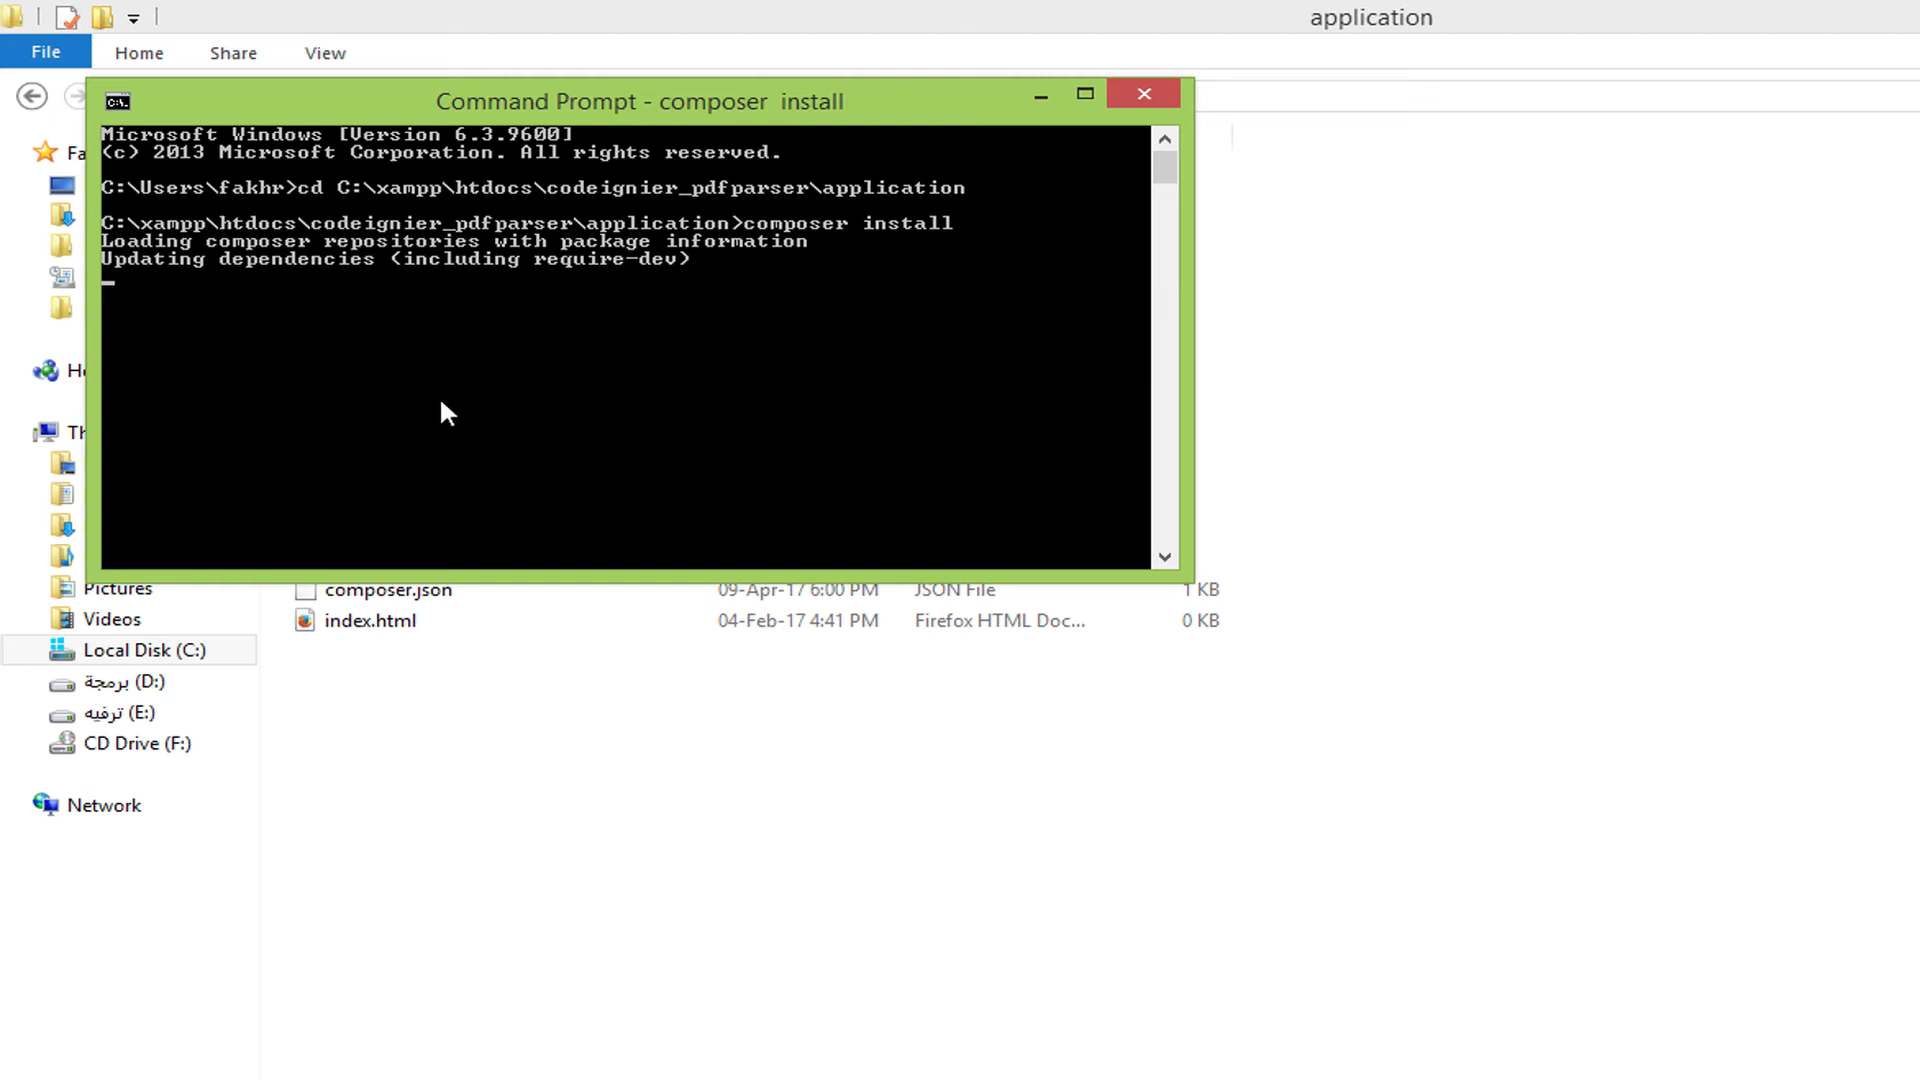 application
File Home Share View
Command Prompt - composer install
Microsoft Windows [Version 6.3.9600]
(c) 2013 Microsoft Corporation. All rights reserved.
C:\Users\fakhr>cd C:\xampp\htdocs\codeignier_pdfparser\application
C:\xampp\htdocs\codeignier_pdfparser\application>composer install
Loading composer repositories with package information
Updating dependencies (including require-dev)
Fa
Th
Pictures
composer.json 09-Apr-17 6:00 PM JSON File 1 KB
Videos
index.html 04-Feb-17 4:41 PM Firefox HTML Doc... 0 KB
Local Disk (C:)
برمجة (D:)
ترفيه (E:)
CD Drive (F:)
Network